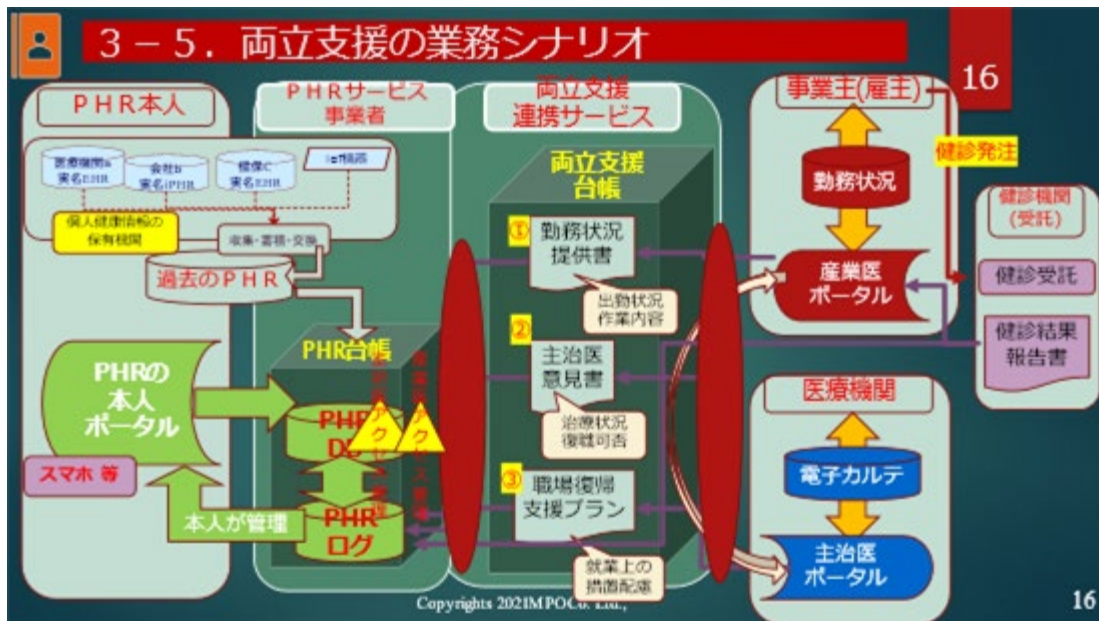 ３－５．両立支援の業務シナリオ
16
ＰＨＲ本人
医療機関a
実名EHR
会社b
実名iPHR
健保C
実名EHR
IoT機器
個人健康情報の
保有機関
収集・蓄積・交換
過去のＰＨＲ
PHRの
本人
ポータル
スマホ 等
本人が管理
ＰＨＲサービス
事業者
PHR台帳
PHR
DB
PHR
ログ
両立支援
連携サービス
両立支援
台帳
①
勤務状況
提供書
出勤状況
作業内容
②
主治医
意見書
治療状況
復職可否
③
職場復帰
支援プラン
就業上の
措置配慮
事業主(雇主)
勤務状況
産業医
ポータル
健診発注
健診機関
(受託)
健診受託
健診結果
報告書
医療機関
電子カルテ
主治医
ポータル
Copyrights 2021MPOCo. Ltd.,
16